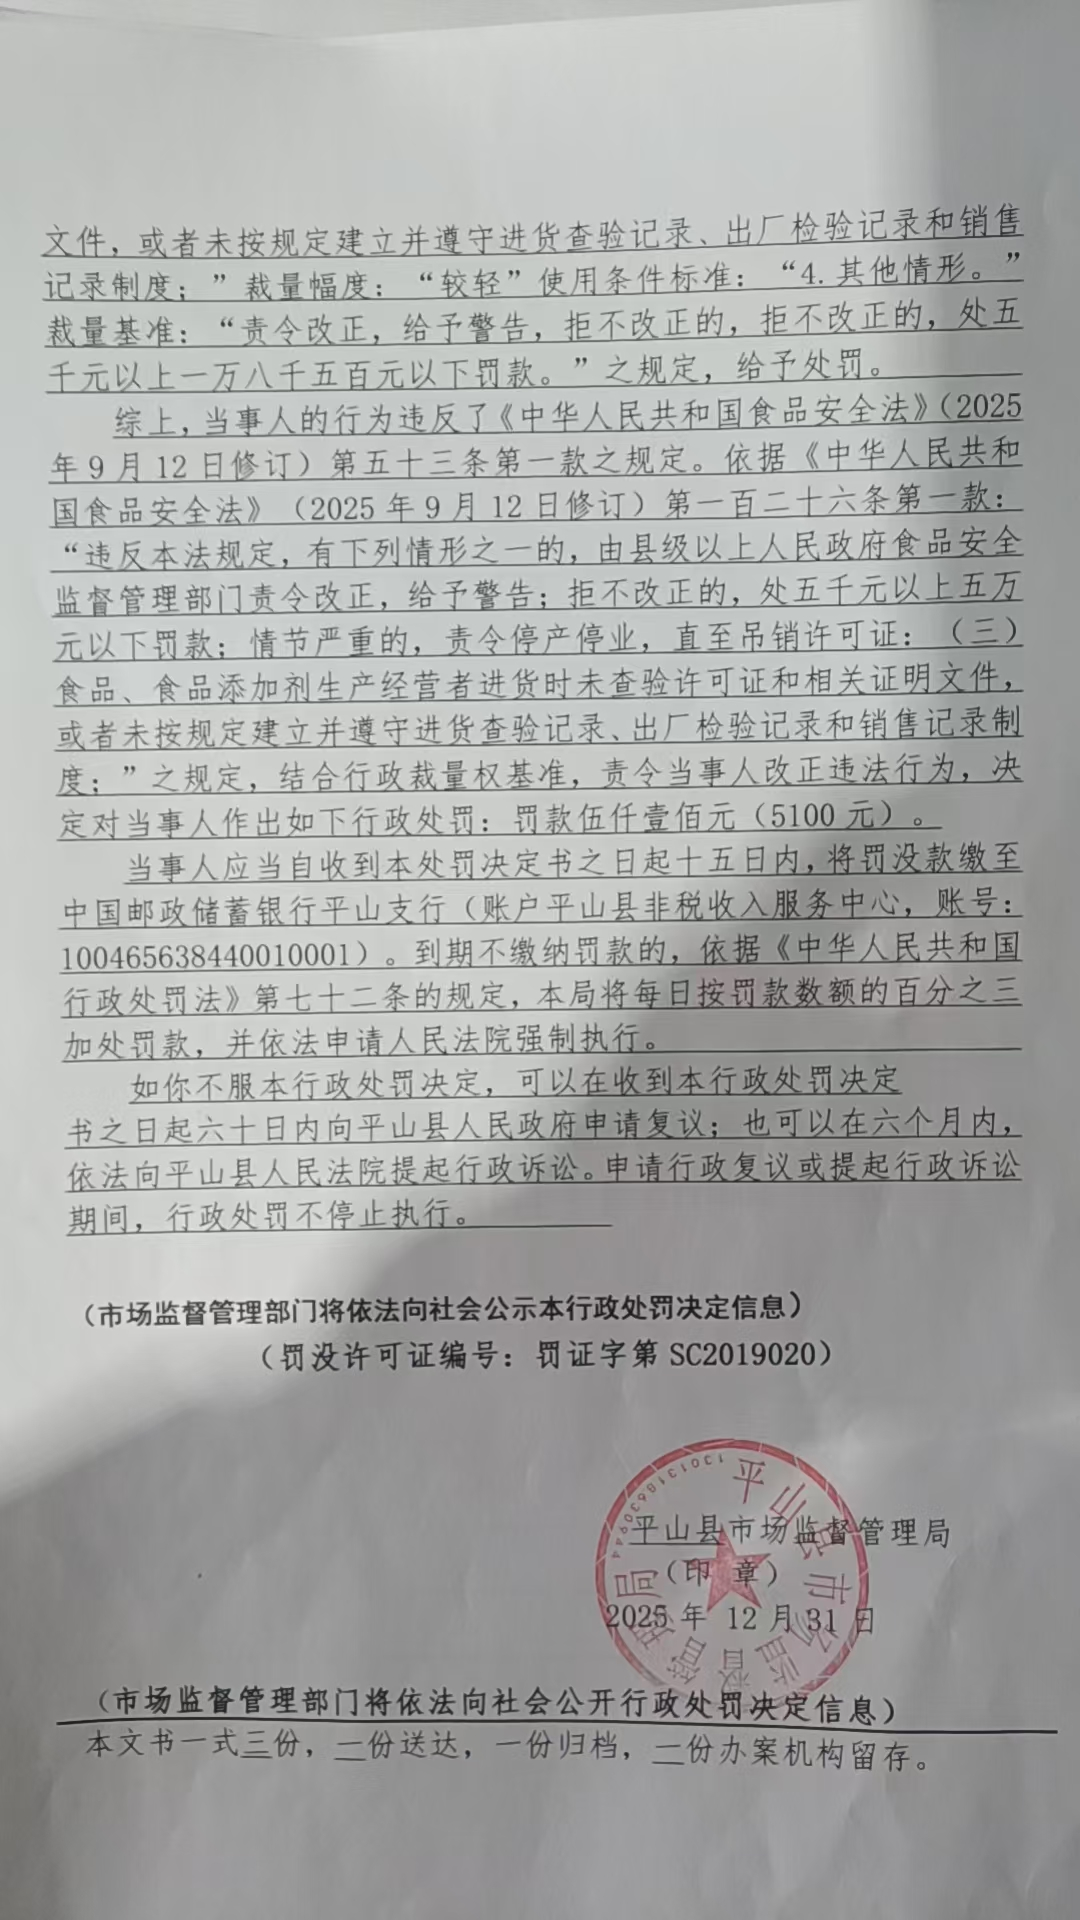 文件，或者未按规定建立并遵守进货查验记录、出厂检验记录和销售
记录制度；”裁量幅度：“较轻”使用条件标准：“4.其他情形。”
裁量基准：“责令改正，给予警告，拒不改正的，拒不改正的，处五
千元以上一万八千五百元以下罚款。”之规定，给予处罚。
综上，当事人的行为违反了《中华人民共和国食品安全法》（2025
年9月12日修订）第五十三条第一款之规定。依据《中华人民共和
国食品安全法》（2025年9月12日修订）第一百二十六条第一款：
“违反本法规定，有下列情形之一的，由县级以上人民政府食品安全
监督管理部门责令改正，给予警告；拒不改正的，处五千元以上五万
元以下罚款；情节严重的，责令停产停业，直至吊销许可证：（三）
食品、食品添加剂生产经营者进货时未查验许可证和相关证明文件，
或者未按规定建立并遵守进货查验记录、出厂检验记录和销售记录制
度；”之规定，结合行政裁量权基准，责令当事人改正违法行为，决
定对当事人作出如下行政处罚：罚款伍仟壹佰元（5100元）。
当事人应当自收到本处罚决定书之日起十五日内，将罚没款缴至
中国邮政储蓄银行平山支行（账户平山县非税收入服务中心，账号：
100465638440010001）。到期不缴纳罚款的，依据《中华人民共和国
行政处罚法》第七十二条的规定，本局将每日按罚款数额的百分之三
加处罚款，并依法申请人民法院强制执行。
如你不服本行政处罚决定，可以在收到本行政处罚决定
书之日起六十日内向平山县人民政府申请复议；也可以在六个月内，
依法向平山县人民法院提起行政诉讼。申请行政复议或提起行政诉讼
期间，行政处罚不停止执行。
（市场监督管理部门将依法向社会公示本行政处罚决定信息）
（罚没许可证编号：罚证字第SC2019020）
平山县市场监督管理局
平山县市场监督管理局
（印 章）
2025年12月31日
（市场监督管理部门将依法向社会公开行政处罚决定信息）
本文书一式三份，一份送达，一份归档，二份办案机构留存。